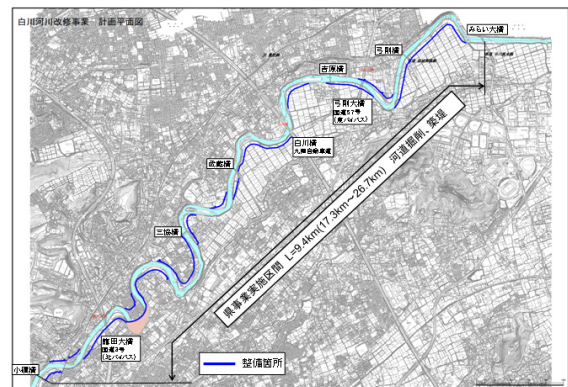 白川河川改修事業 計画平面図
みらい大橋
弓削橋
吉原橋
弓削大橋
国道57号
(東バイパス)
白川橋
九州自動車道
三協橋
県事業実施区間 L=9.4km(17.3km～26.7km) 河道掘削、築堤
龍田大橋
国道3号
(北バイパス)
小磧橋
整備箇所